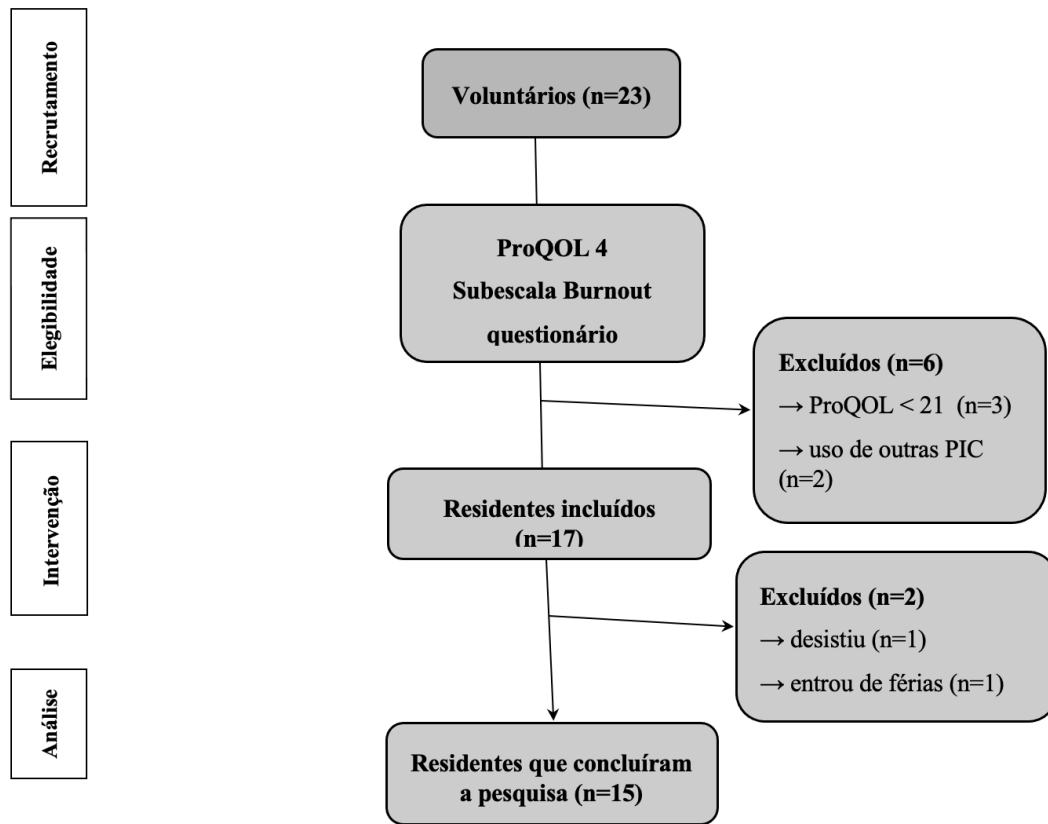 Recrutamento
Voluntários (n=23)
Elegibilidade
ProQOL 4
Subescala Burnout
questionário
Excluídos (n=6)
→ ProQOL < 21 (n=3)
→ uso de outras PIC
(n=2)
Intervenção
Residentes incluídos
(n=17)
Excluídos (n=2)
→ desistiu (n=1)
→ entrou de férias (n=1)
Análise
Residentes que concluíram
a pesquisa (n=15)